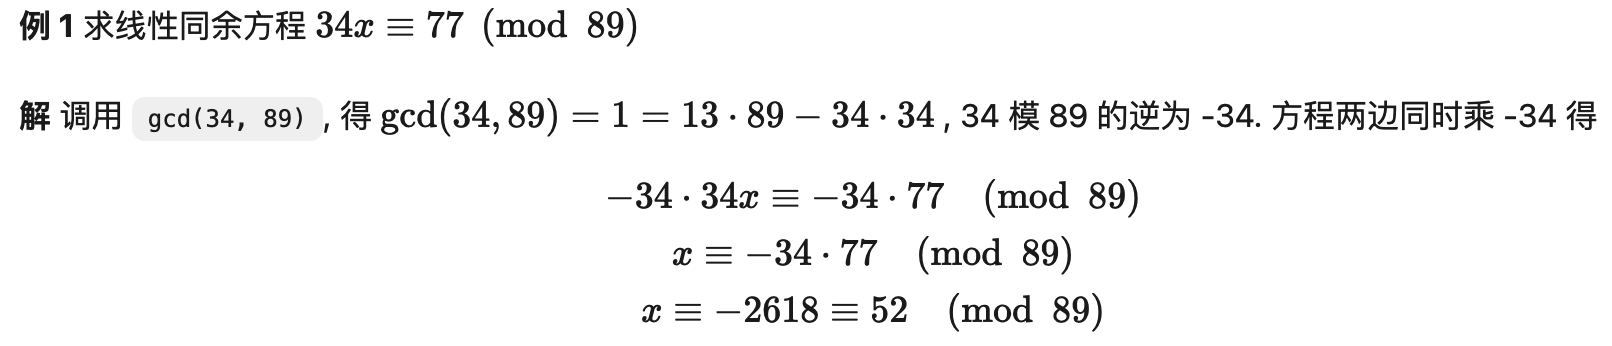 例 1 求线性同余方程 34x ≡ 77 (mod 89)
解 调用 gcd(34, 89) , 得 gcd(34, 89) = 1 = 13 · 89 − 34 · 34 , 34 模 89 的逆为 -34. 方程两边同时乘 -34 得
−34 · 34x ≡ −34 · 77 (mod 89)
x ≡ −34 · 77 (mod 89)
x ≡ −2618 ≡ 52 (mod 89)